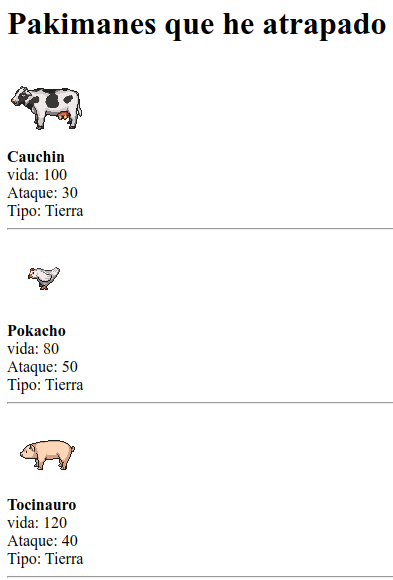 Pakimanes que he atrapado
Cauchin
vida: 100
Ataque: 30
Tipo: Tierra
Pokacho
vida: 80
Ataque: 50
Tipo: Tierra
Tocinauro
vida: 120
Ataque: 40
Tipo: Tierra